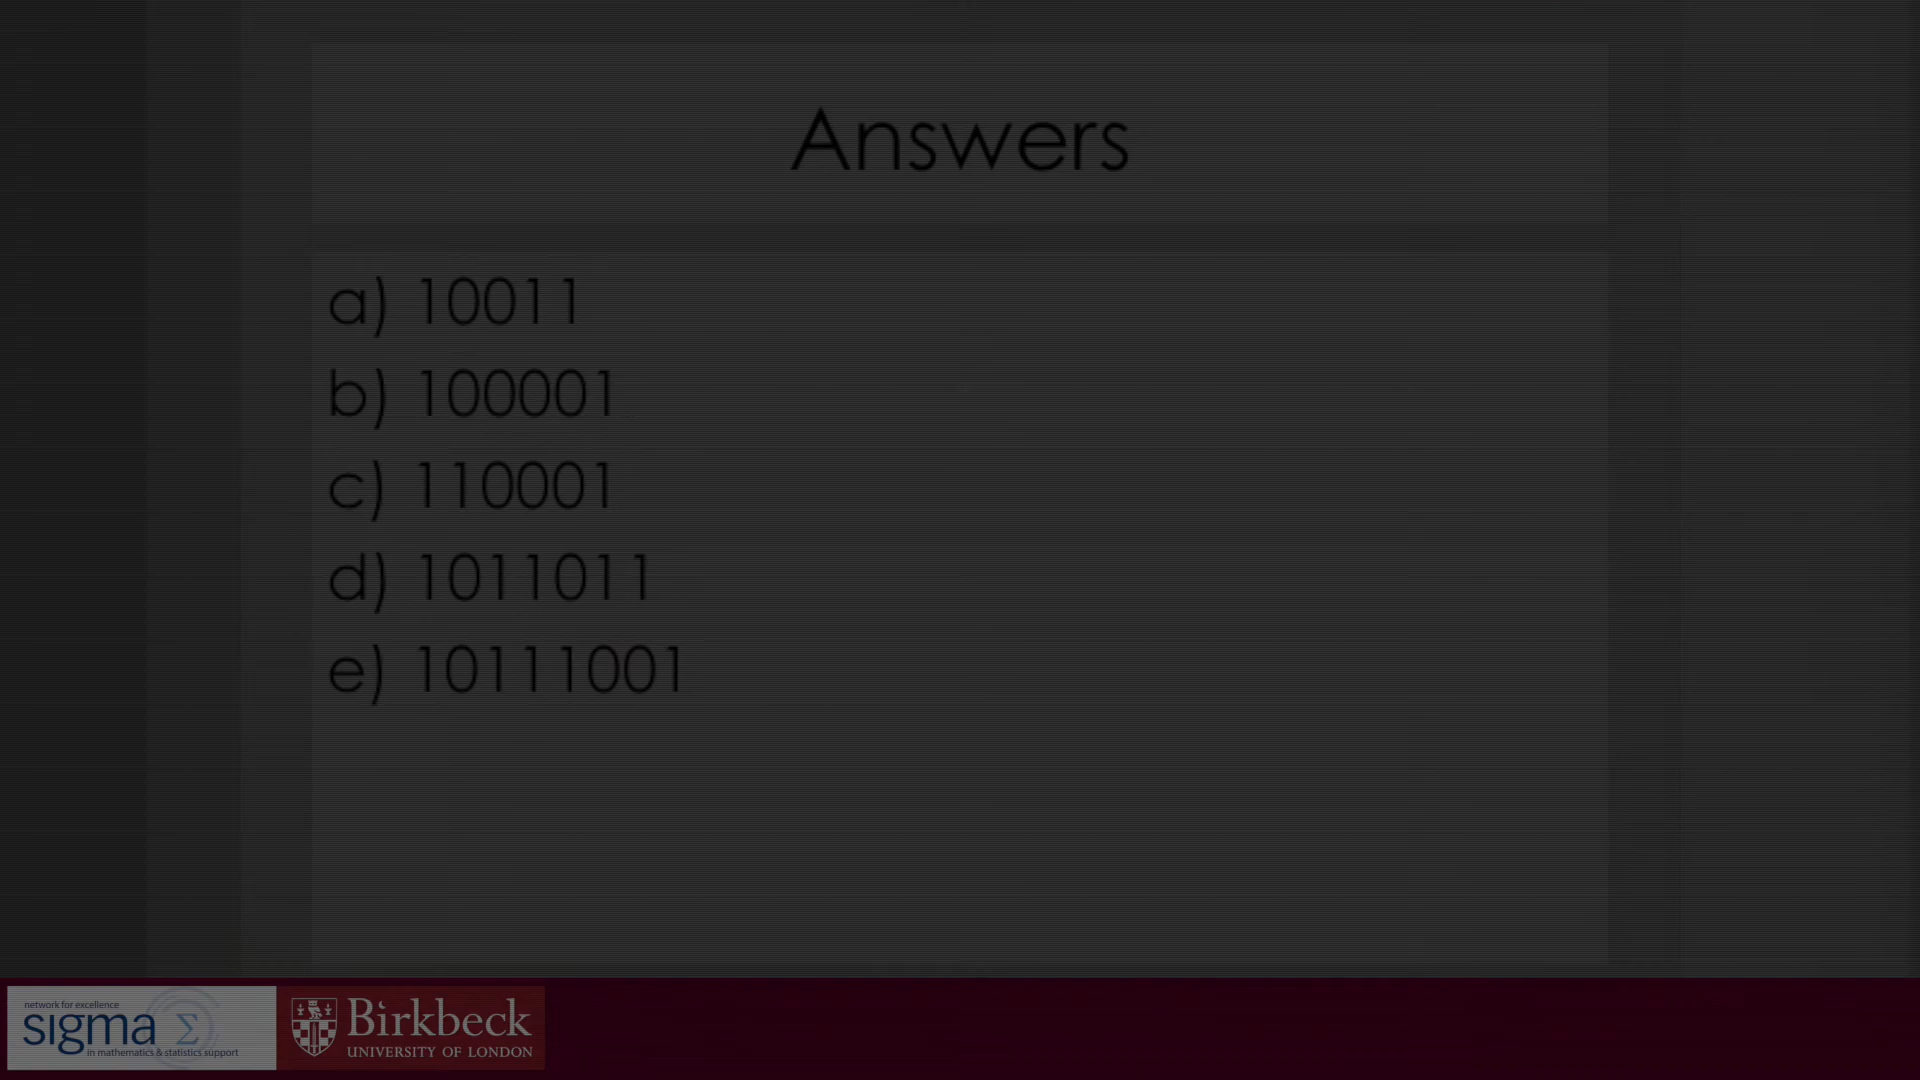 Answers
a) 10011
b) 100001
c) 110001
d) 1011011
e) 10111001
network for excellence
sigma Σ
in mathematics & statistics support
Birkbeck
UNIVERSITY OF LONDON